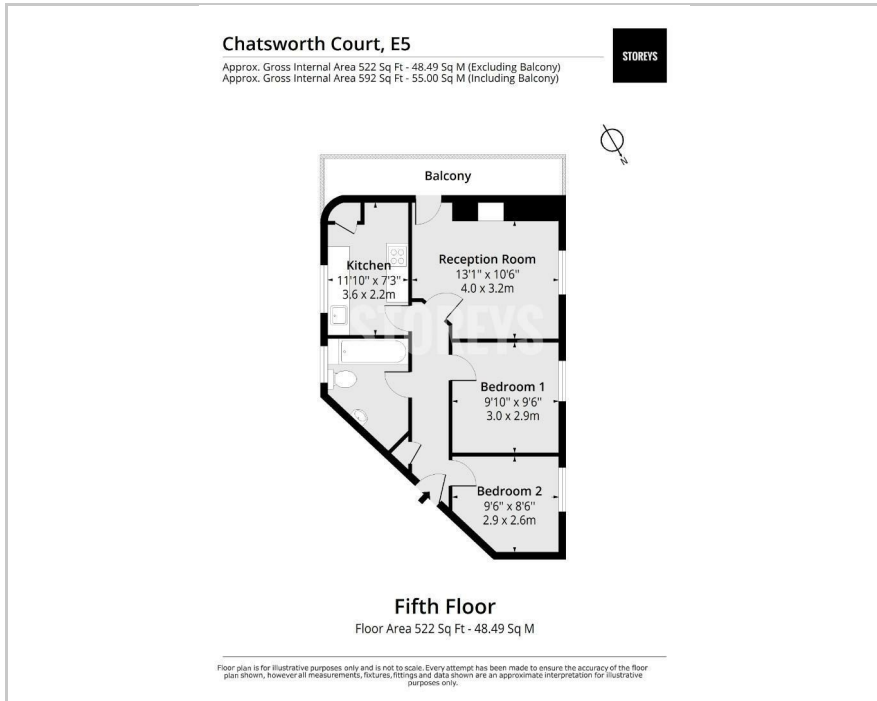 Chatsworth Court, E5
Approx. Gross Internal Area 522 Sq Ft - 48.49 Sq M (Excluding Balcony)
Approx. Gross Internal Area 592 Sq Ft - 55.00 Sq M (Including Balcony)
STOREYS
N
Balcony
Kitchen
11'10" x 7'3"
3.6 x 2.2m
Reception Room
13'1" x 10'6"
4.0 x 3.2m
STOREYS
Bedroom 1
9'10" x 9'6"
3.0 x 2.9m
Bedroom 2
9'6" x 8'6"
2.9 x 2.6m
Fifth Floor
Floor Area 522 Sq Ft - 48.49 Sq M
Floor plan is for illustrative purposes only and is not to scale. Every attempt has been made to ensure the accuracy of the floor
plan shown, however all measurements, fixtures, fittings and data shown are an approximate interpretation for illustrative
purposes only.